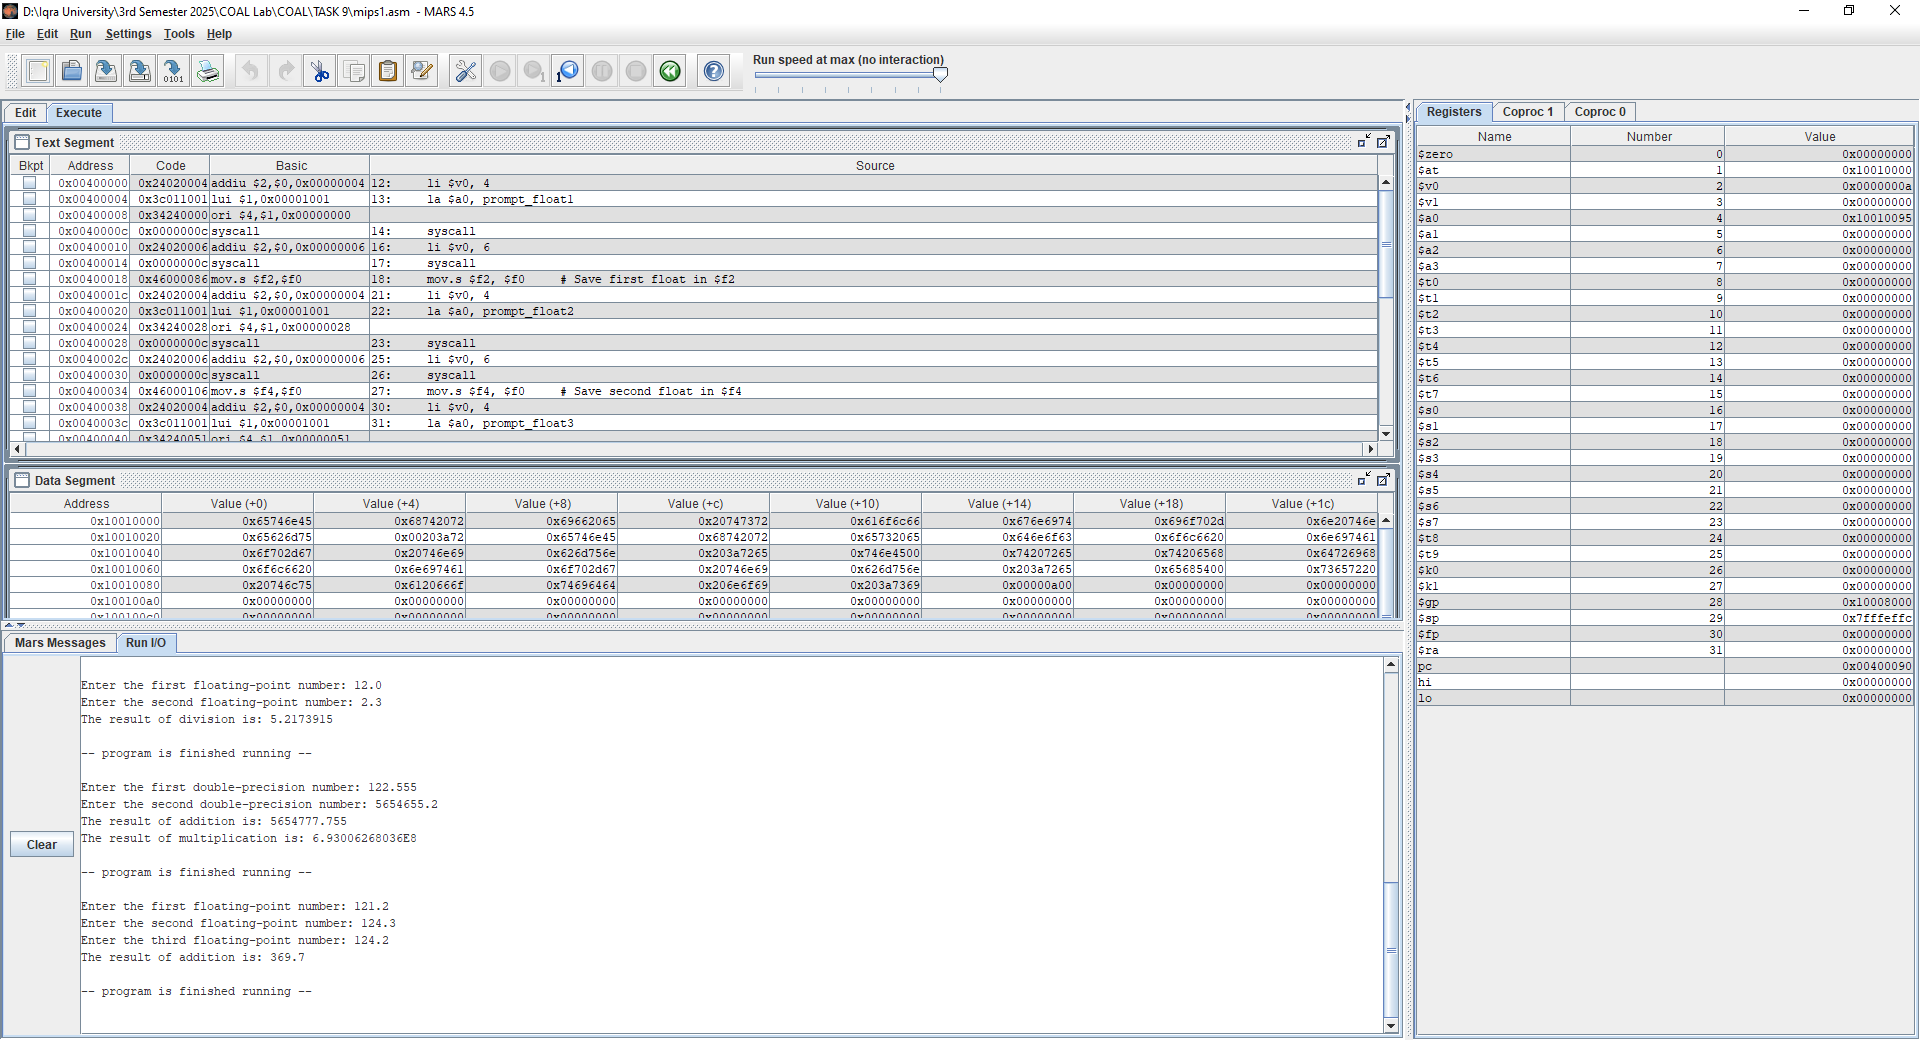 D:\Iqra University\3rd Semester 2025\COAL Lab\COAL\TASK 9\mips1.asm - MARS 4.5
File Edit Run Settings Tools Help
Run speed at max (no interaction)
Edit Execute
Text Segment
Bkpt Address Code Basic Source
0x00400000 0x24020004 addiu $2,$0,0x00000004 12: li $v0, 4
0x00400004 0x3c011001 lui $1,0x00001001 13: la $a0, prompt_float1
0x00400008 0x34240000 ori $4,$1,0x00000000
0x0040000c 0x0000000c syscall 14: syscall
0x00400010 0x24020006 addiu $2,$0,0x00000006 16: li $v0, 6
0x00400014 0x0000000c syscall 17: syscall
0x00400018 0x46000086 mov.s $f2,$f0 18: mov.s $f2, $f0 # Save first float in $f2
0x0040001c 0x24020004 addiu $2,$0,0x00000004 21: li $v0, 4
0x00400020 0x3c011001 lui $1,0x00001001 22: la $a0, prompt_float2
0x00400024 0x34240028 ori $4,$1,0x00000028
0x00400028 0x0000000c syscall 23: syscall
0x0040002c 0x24020006 addiu $2,$0,0x00000006 25: li $v0, 6
0x00400030 0x0000000c syscall 26: syscall
0x00400034 0x46000106 mov.s $f4,$f0 27: mov.s $f4, $f0 # Save second float in $f4
0x00400038 0x24020004 addiu $2,$0,0x00000004 30: li $v0, 4
0x0040003c 0x3c011001 lui $1,0x00001001 31: la $a0, prompt_float3
0x00400040 0x34240051 ori $4,$1,0x00000051
Data Segment
Address Value (+0) Value (+4) Value (+8) Value (+c) Value (+10) Value (+14) Value (+18) Value (+1c)
0x10010000 0x65746e45 0x68742072 0x69662065 0x20747372 0x616f6c66 0x676e6974 0x696f702d 0x6e20746e
0x10010020 0x65626d75 0x00203a72 0x65746e45 0x68742072 0x65732065 0x646e6f63 0x6f6c6620 0x6e697461
0x10010040 0x6f702d67 0x20746e69 0x626d756e 0x203a7265 0x746e4500 0x74207265 0x74206568 0x64726968
0x10010060 0x6f6c6620 0x6e697461 0x6f702d67 0x20746e69 0x626d756e 0x203a7265 0x65685400 0x73657220
0x10010080 0x20746c75 0x6120666f 0x74696464 0x206e6f69 0x203a7369 0x00000a00 0x00000000 0x00000000
0x100100a0 0x00000000 0x00000000 0x00000000 0x00000000 0x00000000 0x00000000 0x00000000 0x00000000
0x100100c0 0x00000000 0x00000000 0x00000000 0x00000000 0x00000000 0x00000000 0x00000000 0x00000000
Mars Messages Run I/O
Clear
Enter the first floating-point number: 12.0
Enter the second floating-point number: 2.3
The result of division is: 5.2173915
-- program is finished running --
Enter the first double-precision number: 122.555
Enter the second double-precision number: 5654655.2
The result of addition is: 5654777.755
The result of multiplication is: 6.93006268036E8
-- program is finished running --
Enter the first floating-point number: 121.2
Enter the second floating-point number: 124.3
Enter the third floating-point number: 124.2
The result of addition is: 369.7
-- program is finished running --
Registers Coproc 1 Coproc 0
Name Number Value
$zero 0 0x00000000
$at 1 0x10010000
$v0 2 0x0000000a
$v1 3 0x00000000
$a0 4 0x10010095
$a1 5 0x00000000
$a2 6 0x00000000
$a3 7 0x00000000
$t0 8 0x00000000
$t1 9 0x00000000
$t2 10 0x00000000
$t3 11 0x00000000
$t4 12 0x00000000
$t5 13 0x00000000
$t6 14 0x00000000
$t7 15 0x00000000
$s0 16 0x00000000
$s1 17 0x00000000
$s2 18 0x00000000
$s3 19 0x00000000
$s4 20 0x00000000
$s5 21 0x00000000
$s6 22 0x00000000
$s7 23 0x00000000
$t8 24 0x00000000
$t9 25 0x00000000
$k0 26 0x00000000
$k1 27 0x00000000
$gp 28 0x10008000
$sp 29 0x7fffeffc
$fp 30 0x00000000
$ra 31 0x00000000
pc 0x00400090
hi 0x00000000
lo 0x00000000